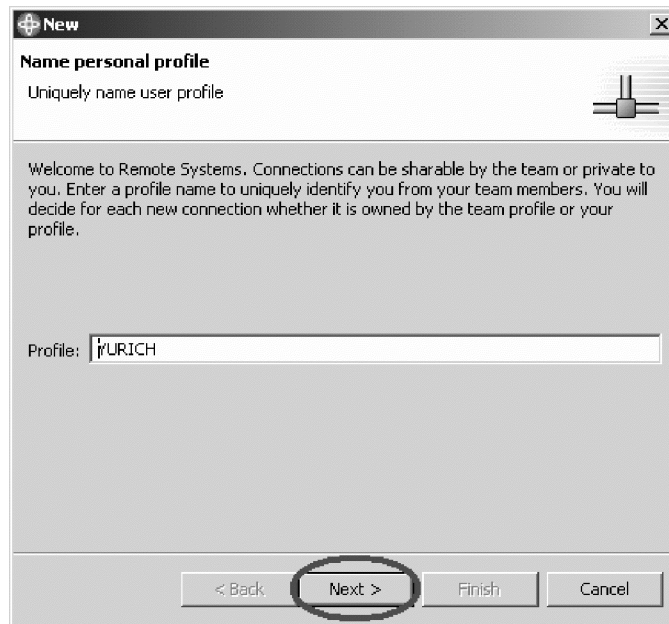 New
Name personal profile
Uniquely name user profile
Welcome to Remote Systems. Connections can be sharable by the team or private to
you. Enter a profile name to uniquely identify you from your team members. You will
decide for each new connection whether it is owned by the team profile or your
profile.
Profile: YURICH
< Back Next > Finish Cancel